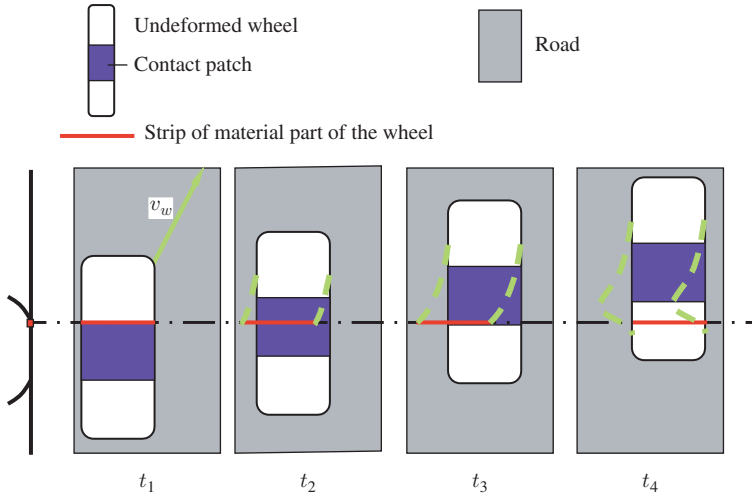 Undeformed wheel
Contact patch
Road
Strip of material part of the wheel
v_w
t_1
t_2
t_3
t_4